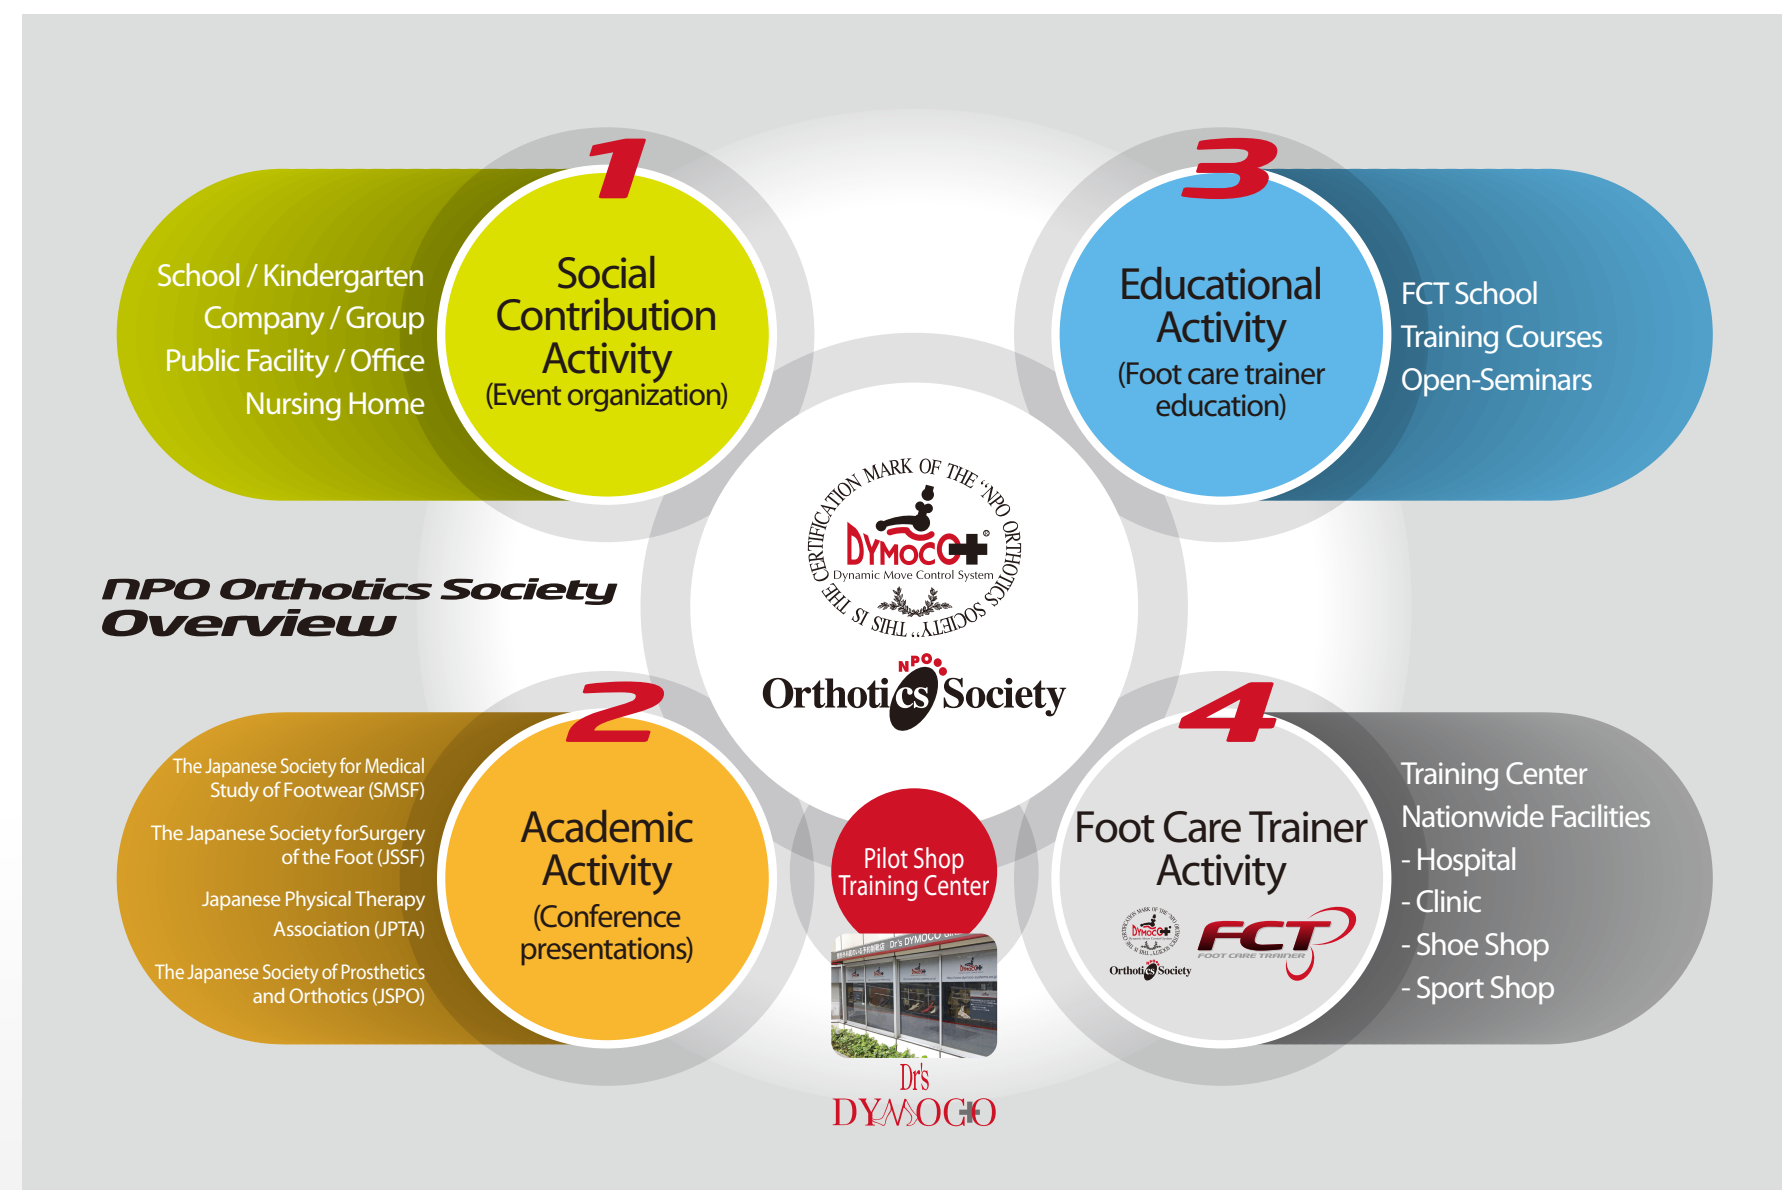 1
Social
Contribution
Activity
(Event organization)
School / Kindergarten
Company / Group
Public Facility / Office
Nursing Home
3
Educational
Activity
(Foot care trainer
education)
FCT School
Training Courses
Open-Seminars
NPO Orthotics Society
Overview
THIS IS THE CERTIFICATION MARK OF THE "NPO ORTHOTICS SOCIETY"
DYMOCO+
®
Dynamic Move Control System
NPO
Orthotics Society
2
Academic
Activity
(Conference
presentations)
The Japanese Society for Medical
Study of Footwear (SMSF)
The Japanese Society forSurgery
of the Foot (JSSF)
Japanese Physical Therapy
Association (JPTA)
The Japanese Society of Prosthetics
and Orthotics (JSPO)
Pilot Shop
Training Center
Dr's DYMOCO
Dr's
DYMOCO
4
Foot Care Trainer
Activity
DYMOCO+
NPO
Orthotics Society
FCT
FOOT CARE TRAINER
Training Center
Nationwide Facilities
- Hospital
- Clinic
- Shoe Shop
- Sport Shop